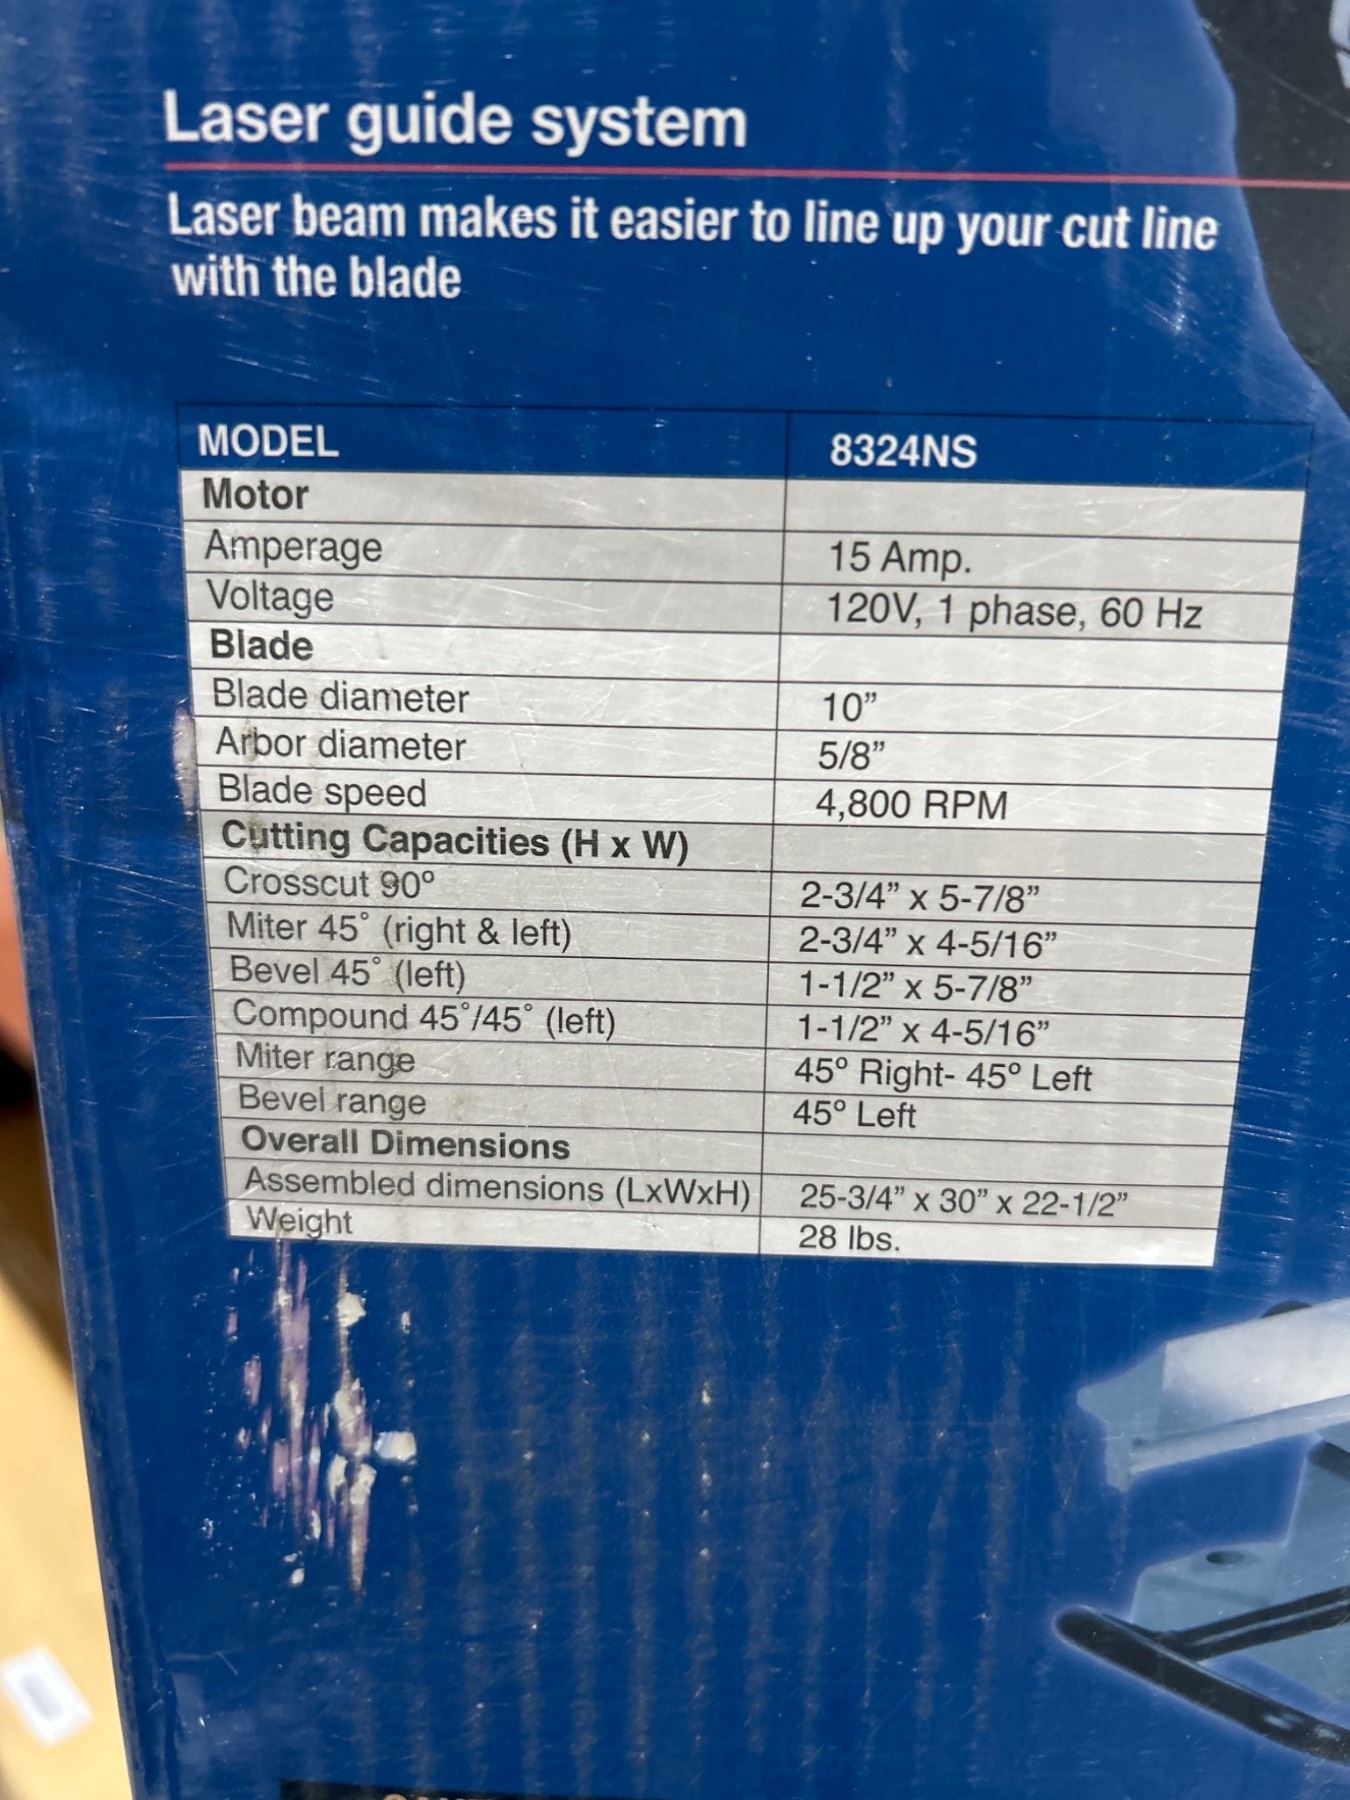 Laser guide system
Laser beam makes it easier to line up your cut line
with the blade
MODEL 8324NS
Motor
Amperage 15 Amp.
Voltage 120V, 1 phase, 60 Hz
Blade
Blade diameter 10”
Arbor diameter 5/8”
Blade speed 4,800 RPM
Cutting Capacities (H x W)
Crosscut 90º 2-3/4” x 5-7/8”
Miter 45° (right & left) 2-3/4” x 4-5/16”
Bevel 45° (left) 1-1/2” x 5-7/8”
Compound 45°/45° (left) 1-1/2” x 4-5/16”
Miter range 45º Right- 45º Left
Bevel range 45º Left
Overall Dimensions
Assembled dimensions (LxWxH) 25-3/4” x 30” x 22-1/2”
Weight 28 lbs.